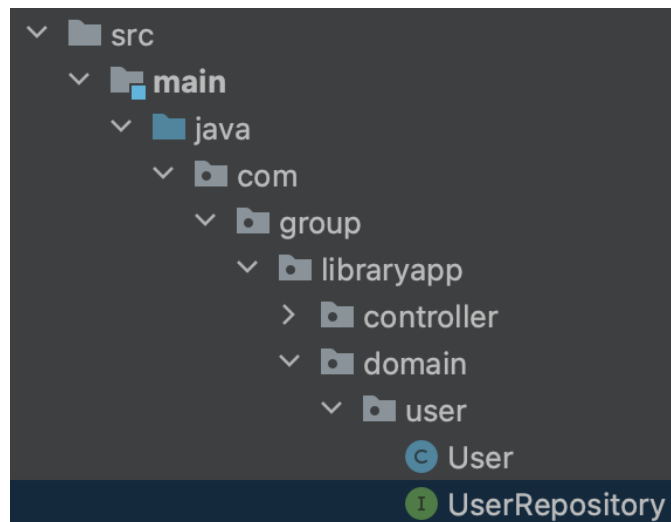 src
main
java
com
group
libraryapp
controller
domain
user
C User
I UserRepository